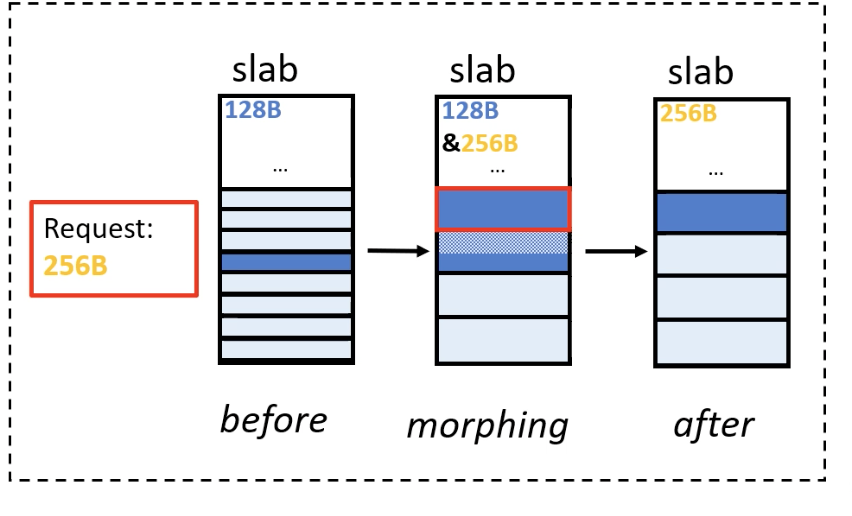 slab
128B
...
before
Request:
256B
slab
128B
&256B
...
morphing
slab
256B
...
after